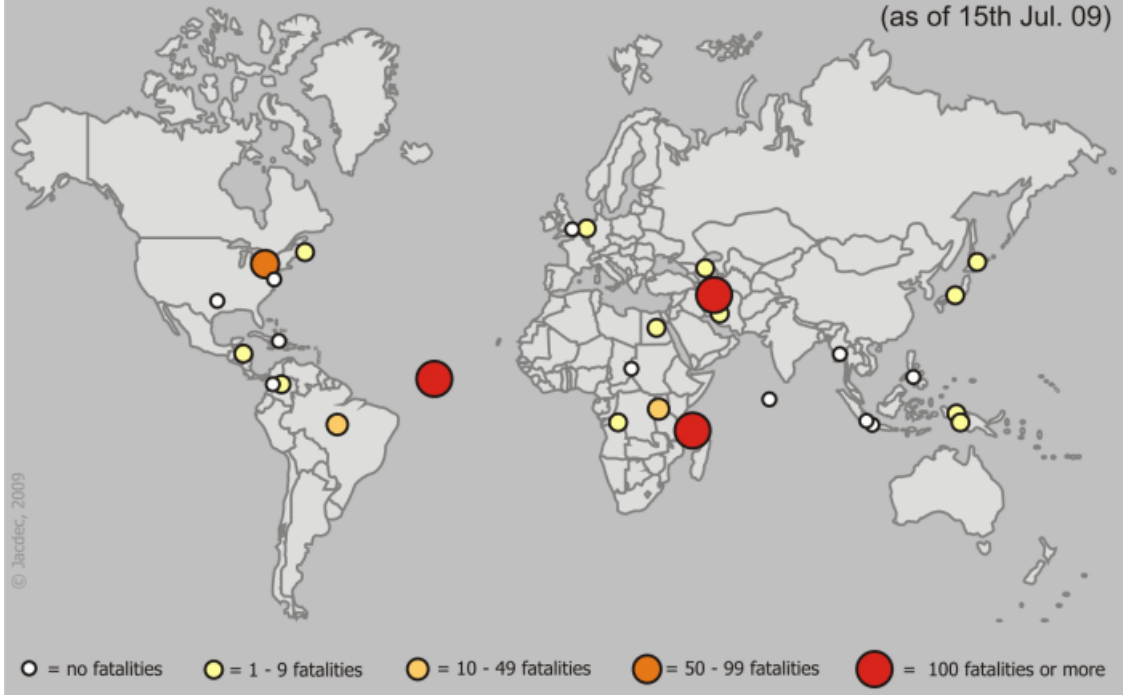 (as of 15th Jul. 09)
© Jacdec, 2009
= no fatalities
= 1 - 9 fatalities
= 10 - 49 fatalities
= 50 - 99 fatalities
= 100 fatalities or more